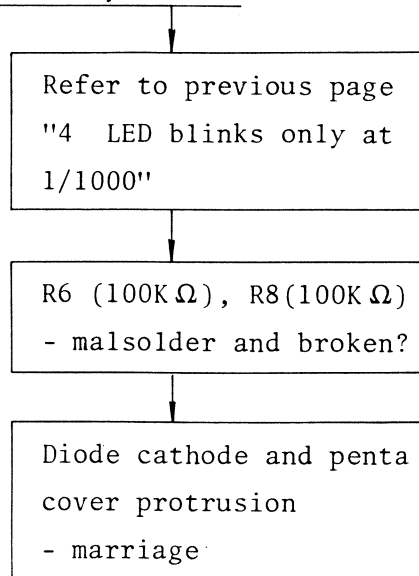 Refer to previous page
"4 LED blinks only at
1/1000"
R6 (100KΩ), R8(100KΩ)
- malsolder and broken?
Diode cathode and penta
cover protrusion
- marriage